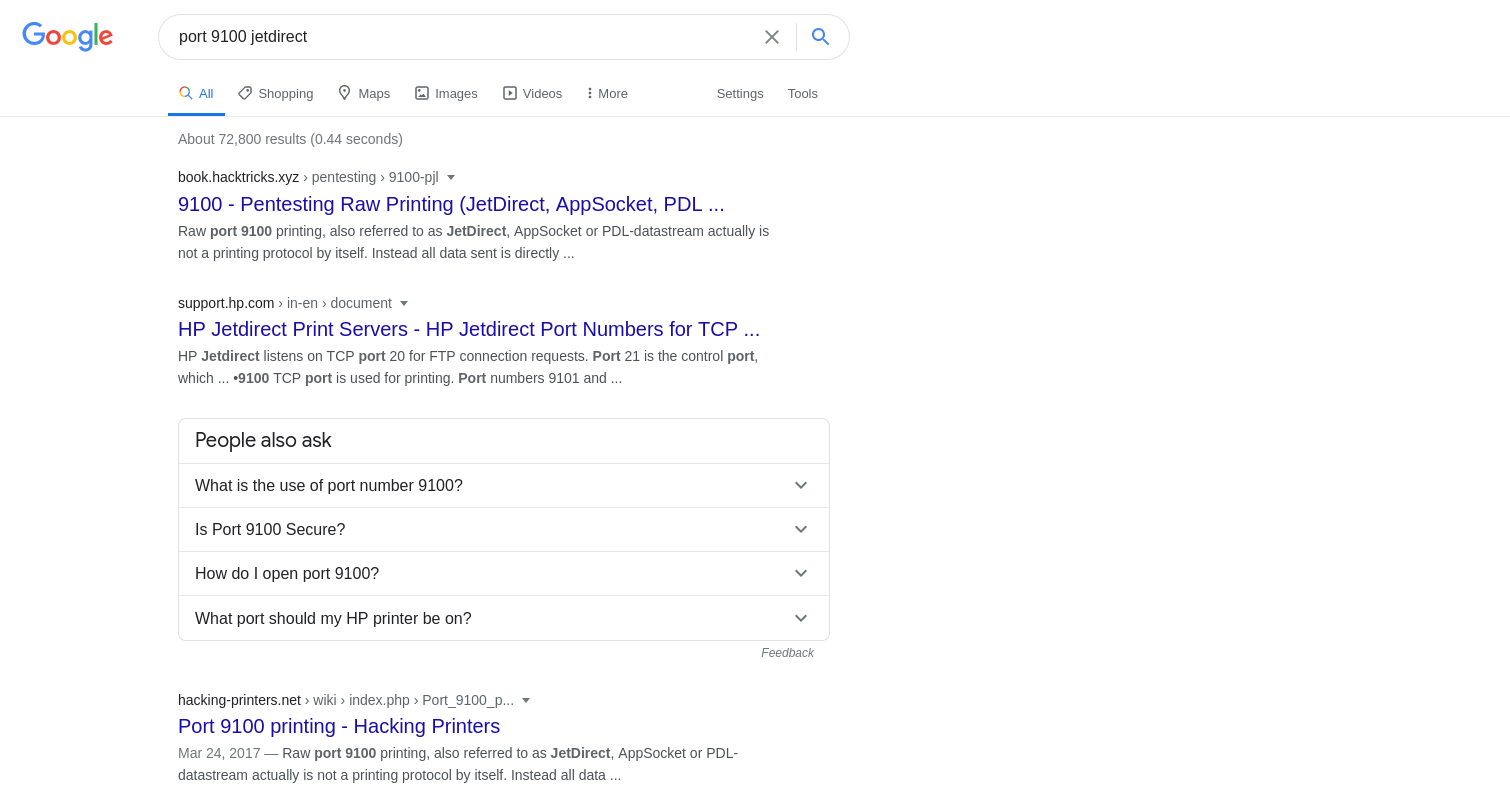 Google
port 9100 jetdirect
All Shopping Maps Images Videos More Settings Tools
About 72,800 results (0.44 seconds)
book.hacktricks.xyz › pentesting › 9100-pjl
9100 - Pentesting Raw Printing (JetDirect, AppSocket, PDL ...
Raw port 9100 printing, also referred to as JetDirect, AppSocket or PDL-datastream actually is
not a printing protocol by itself. Instead all data sent is directly ...
support.hp.com › in-en › document
HP Jetdirect Print Servers - HP Jetdirect Port Numbers for TCP ...
HP Jetdirect listens on TCP port 20 for FTP connection requests. Port 21 is the control port,
which ... •9100 TCP port is used for printing. Port numbers 9101 and ...
People also ask
What is the use of port number 9100?
Is Port 9100 Secure?
How do I open port 9100?
What port should my HP printer be on?
Feedback
hacking-printers.net › wiki › index.php › Port_9100_p...
Port 9100 printing - Hacking Printers
Mar 24, 2017 — Raw port 9100 printing, also referred to as JetDirect, AppSocket or PDL-
datastream actually is not a printing protocol by itself. Instead all data ...